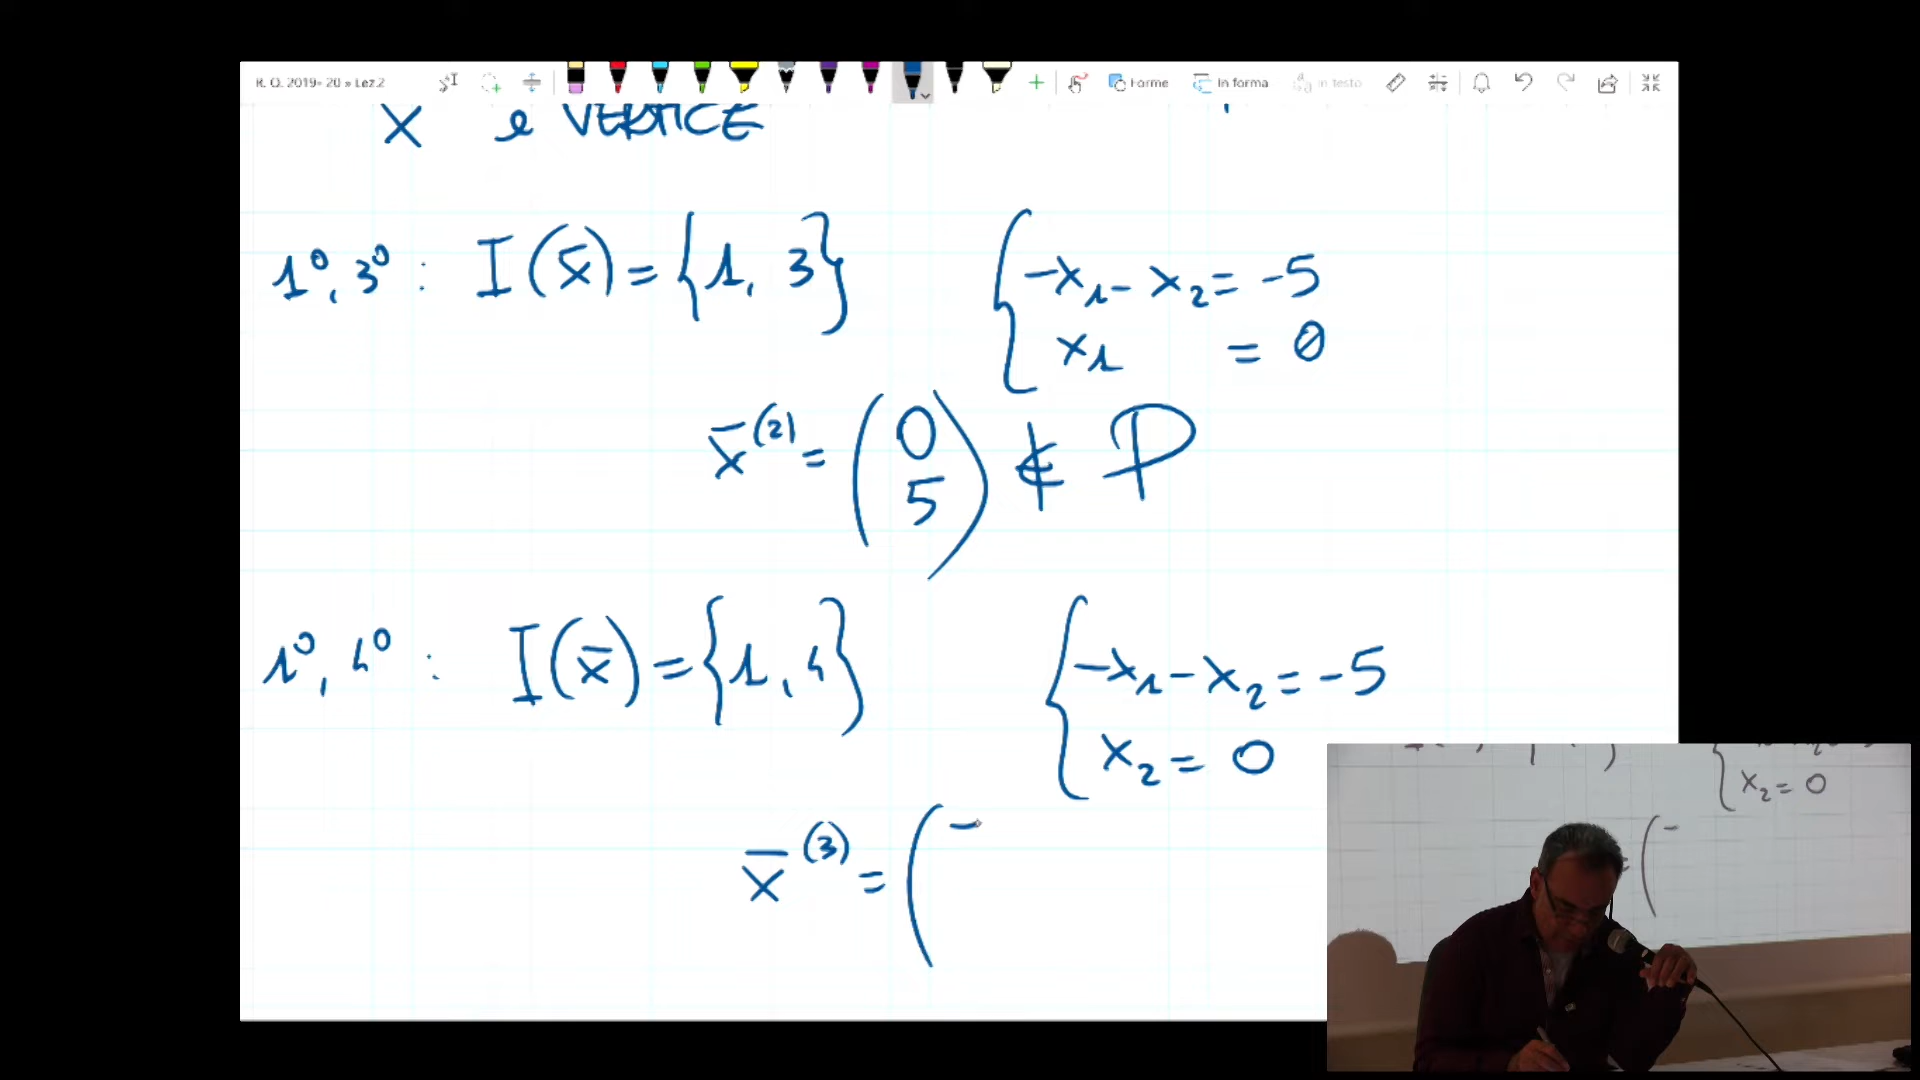 R. O. 2019-20 » Lez.2 Forme In forma in testo
X è VERTICE
1°, 3° : I(x̄) = {1, 3} { -x₁ - x₂ = -5
x₁ = 0
x̄⁽²⁾ = (0
5) ∉ P
1°, 4° : I(x̄) = {1, 4} { -x₁ - x₂ = -5
x₂ = 0
x̄⁽³⁾ = ( -
x₂ = 0
( -